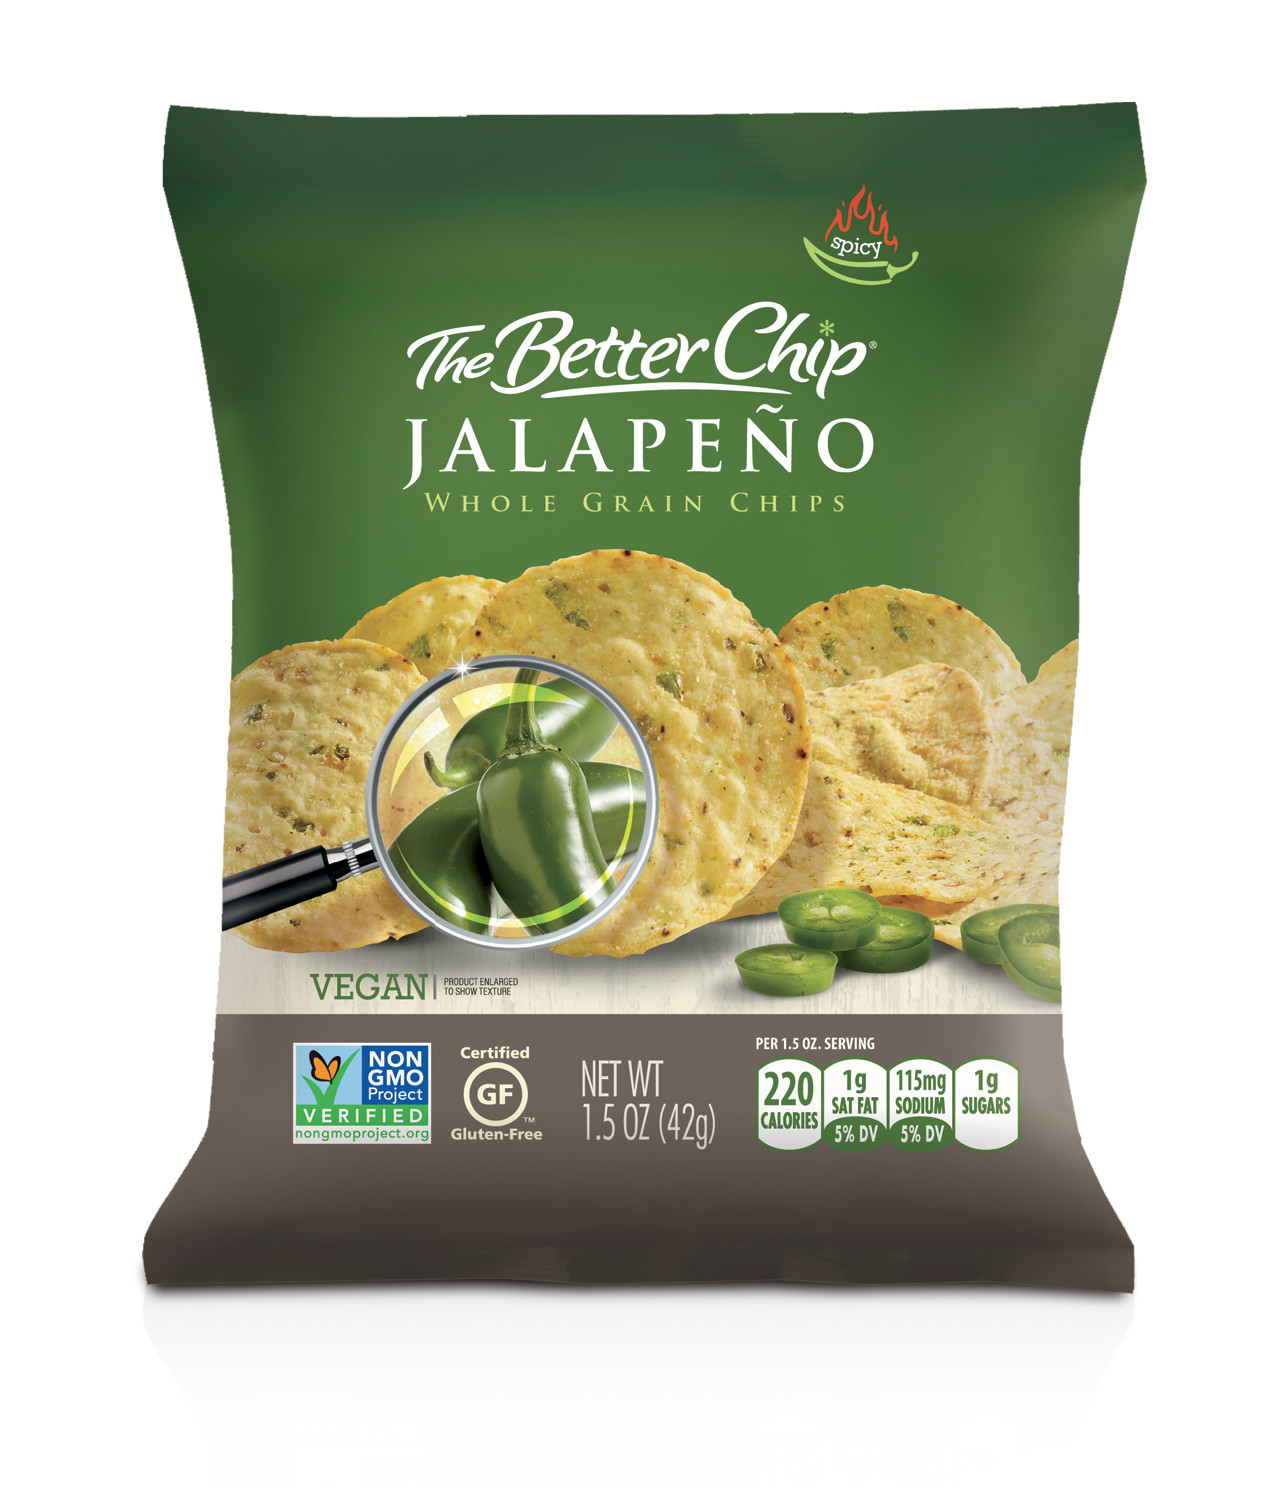 spicy
The Better Chip®
JALAPEÑO
WHOLE GRAIN CHIPS
VEGAN
PRODUCT ENLARGED
TO SHOW TEXTURE
NON
GMO
Project
VERIFIED
nongmoproject.org
Certified
GF
™
Gluten-Free
NET WT
1.5 OZ (42g)
PER 1.5 OZ. SERVING
220
CALORIES
1g
SAT FAT
5% DV
115mg
SODIUM
5% DV
1g
SUGARS